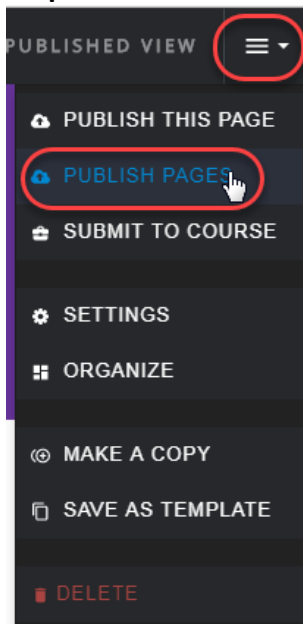 PUBLISHED VIEW
PUBLISH THIS PAGE
PUBLISH PAGES
SUBMIT TO COURSE
SETTINGS
ORGANIZE
MAKE A COPY
SAVE AS TEMPLATE
DELETE